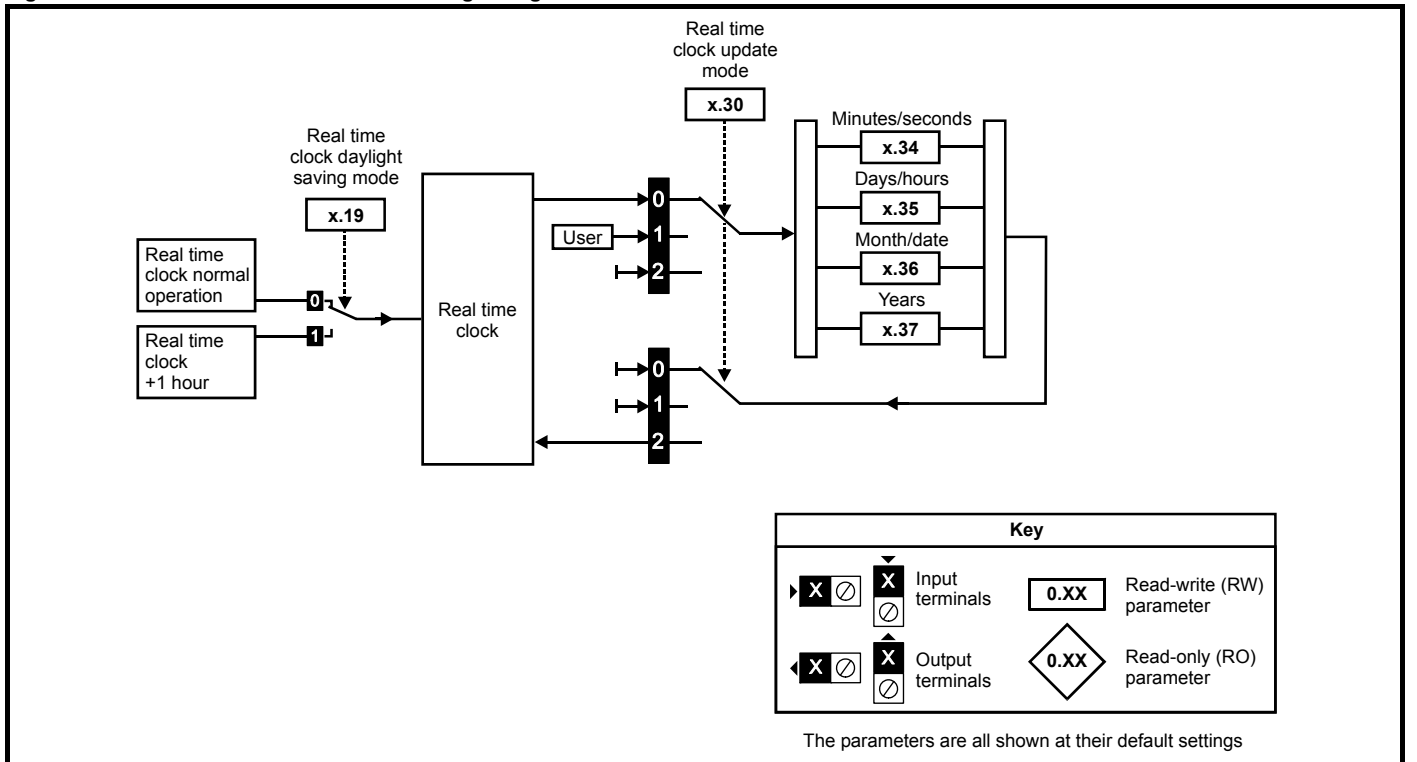 Real time
clock update
mode
x.30
Real time
clock daylight
saving mode
x.19
Real time
clock normal
operation
0
Real time
clock
+1 hour
1
Real time
clock
0
User
1
2
0
1
2
Minutes/seconds
x.34
Days/hours
x.35
Month/date
x.36
Years
x.37
Key
X
X
Input
terminals
0.XX
Read-write (RW)
parameter
X
X
Output
terminals
0.XX
Read-only (RO)
parameter
The parameters are all shown at their default settings